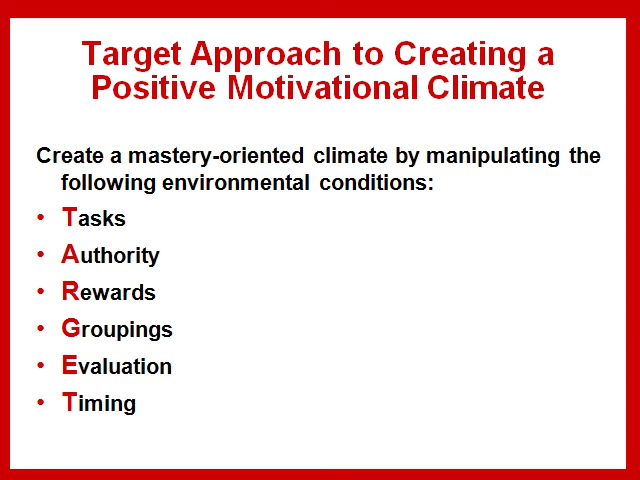 Target Approach to Creating a
Positive Motivational Climate
Create a mastery-oriented climate by manipulating the
following environmental conditions:
• Tasks
• Authority
• Rewards
• Groupings
• Evaluation
• Timing